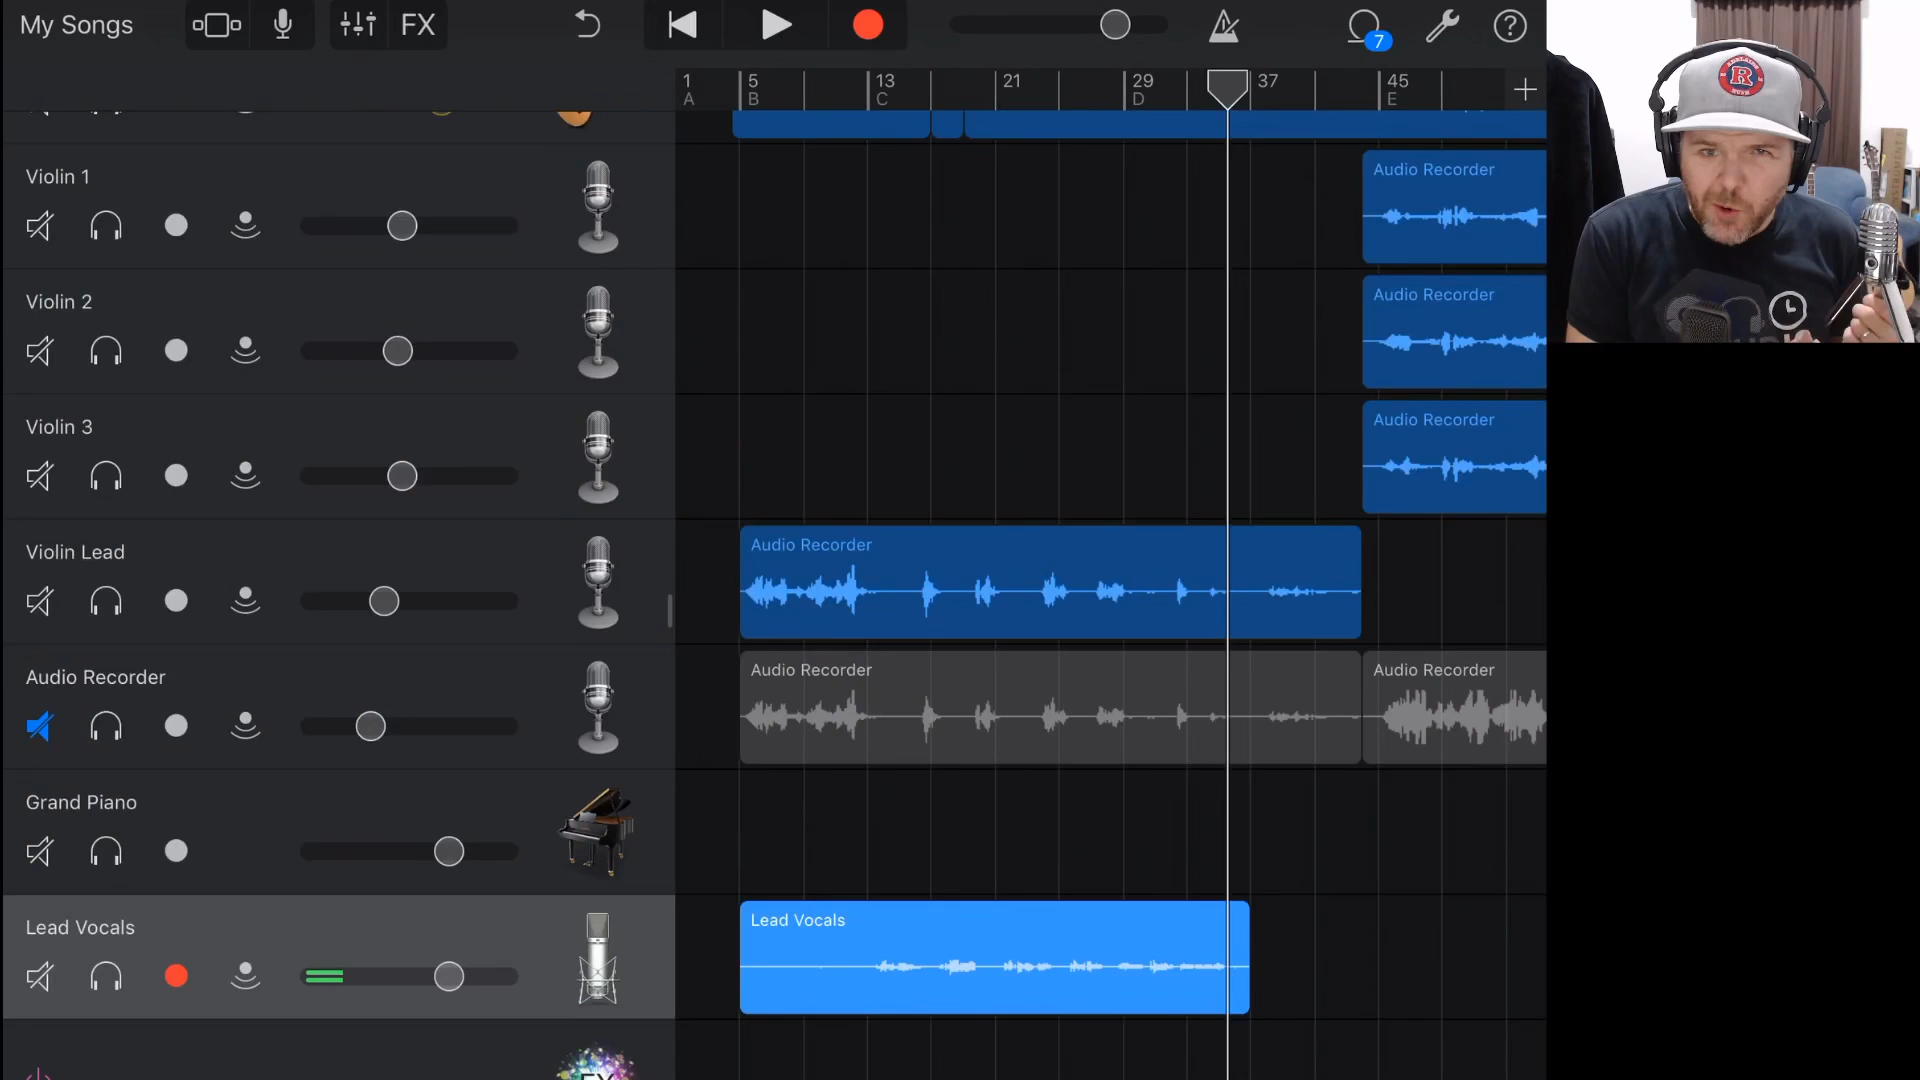 My Songs
FX
7
1 5 13 21 29 37 45
A B C D E
Violin 1
Audio Recorder
Violin 2
Audio Recorder
Violin 3
Audio Recorder
Violin Lead
Audio Recorder
Audio Recorder
Audio Recorder
Audio Recorder
Grand Piano
Lead Vocals
Lead Vocals
R